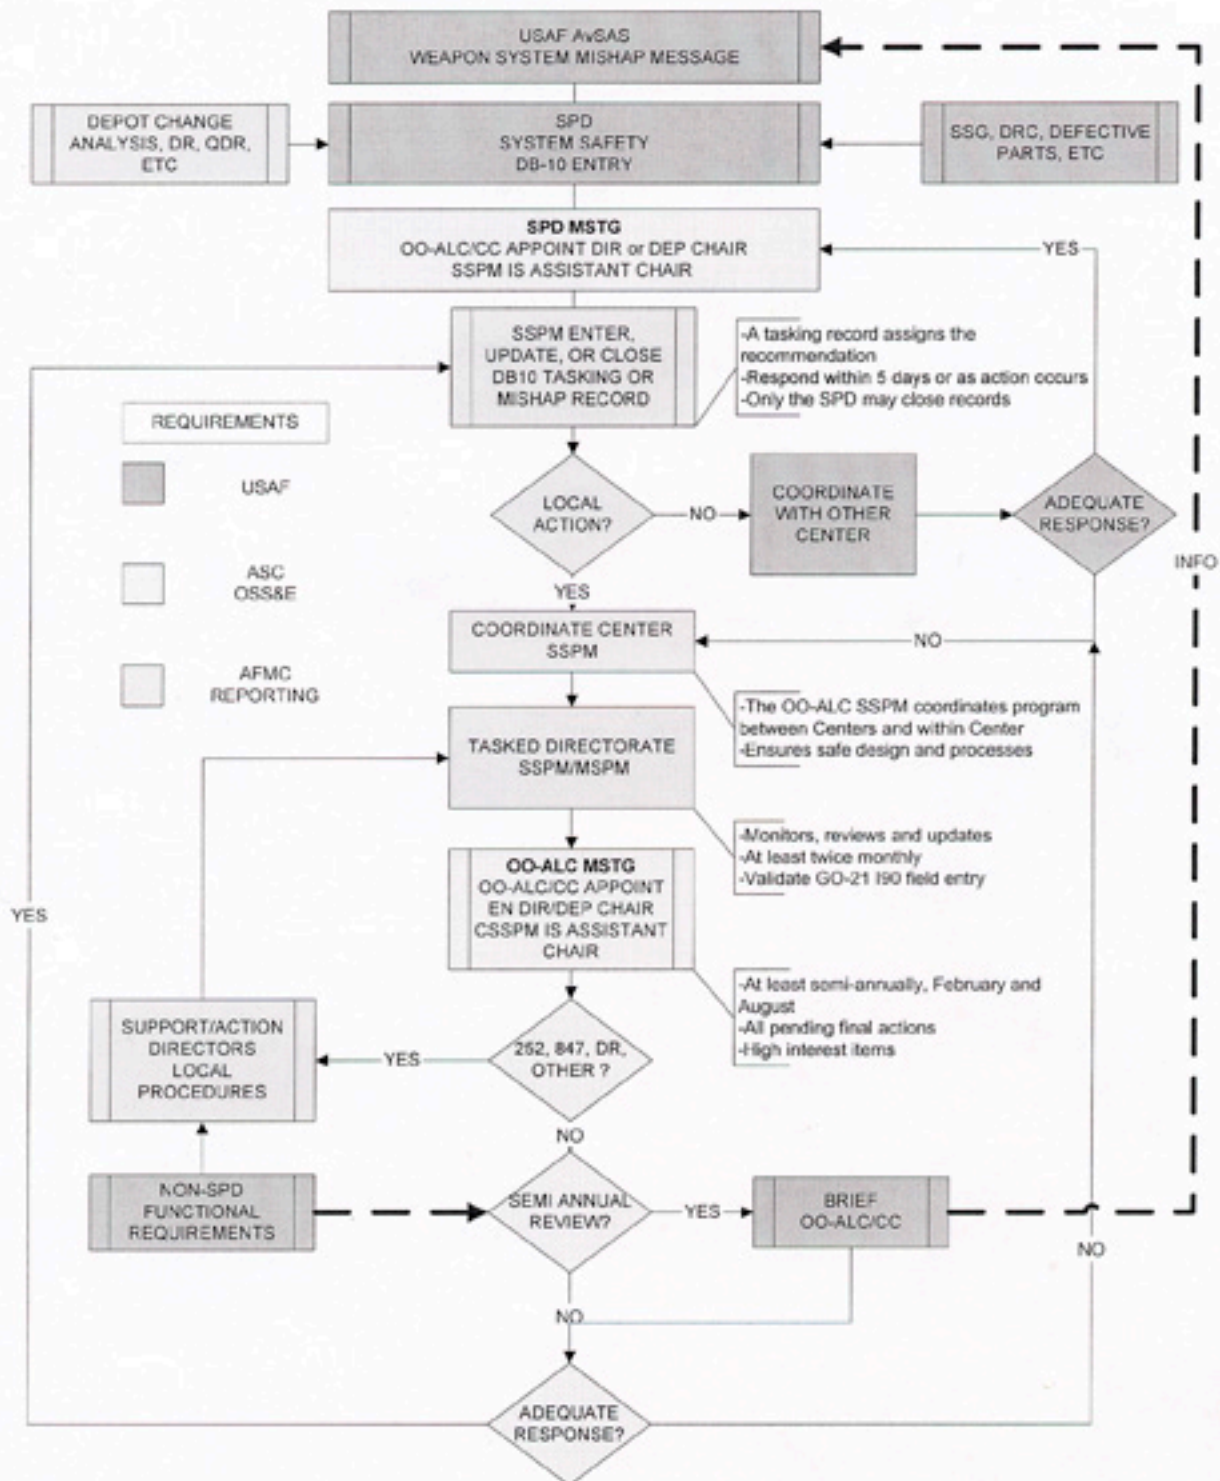 USAF AvSAS
WEAPON SYSTEM MISHAP MESSAGE
DEPOT CHANGE
ANALYSIS, DR, QDR,
ETC
SPD
SYSTEM SAFETY
DB-10 ENTRY
SSG, DRC, DEFECTIVE
PARTS, ETC
SPD MSTG
OO-ALC/CC APPOINT DIR or DEP CHAIR
SSPM IS ASSISTANT CHAIR
YES
SSPM ENTER,
UPDATE, OR CLOSE
DB10 TASKING OR
MISHAP RECORD
-A tasking record assigns the
recommendation
-Respond within 5 days or as action occurs
-Only the SPD may close records
REQUIREMENTS
USAF
ASC
OSS&E
AFMC
REPORTING
LOCAL
ACTION?
NO
COORDINATE
WITH OTHER
CENTER
ADEQUATE
RESPONSE?
INFO
YES
COORDINATE CENTER
SSPM
NO
-The OO-ALC SSPM coordinates program
between Centers and within Center
-Ensures safe design and processes
TASKED DIRECTORATE
SSPM/MSPM
-Monitors, reviews and updates
-At least twice monthly
-Validate GO-21 I90 field entry
OO-ALC MSTG
OO-ALC/CC APPOINT
EN DIR/DEP CHAIR
CSSPM IS ASSISTANT
CHAIR
YES
-At least semi-annually, February and
August
-All pending final actions
-High interest items
SUPPORT/ACTION
DIRECTORS
LOCAL
PROCEDURES
YES
252, 847, DR,
OTHER ?
NO
NON-SPD
FUNCTIONAL
REQUIREMENTS
SEMI ANNUAL
REVIEW?
YES
BRIEF
OO-ALC/CC
NO
NO
ADEQUATE
RESPONSE?